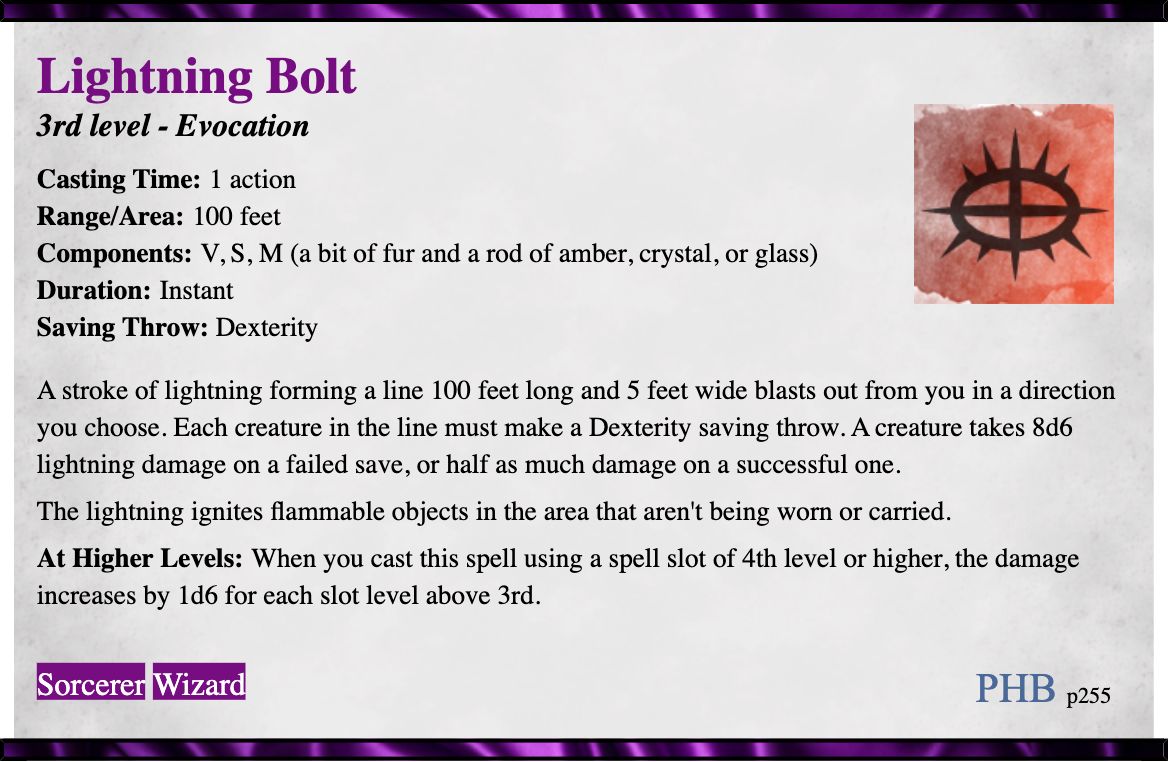 Lightning Bolt
3rd level - Evocation
Casting Time: 1 action
Range/Area: 100 feet
Components: V, S, M (a bit of fur and a rod of amber, crystal, or glass)
Duration: Instant
Saving Throw: Dexterity
A stroke of lightning forming a line 100 feet long and 5 feet wide blasts out from you in a direction
you choose. Each creature in the line must make a Dexterity saving throw. A creature takes 8d6
lightning damage on a failed save, or half as much damage on a successful one.
The lightning ignites flammable objects in the area that aren't being worn or carried.
At Higher Levels: When you cast this spell using a spell slot of 4th level or higher, the damage
increases by 1d6 for each slot level above 3rd.
Sorcerer Wizard
PHB p255